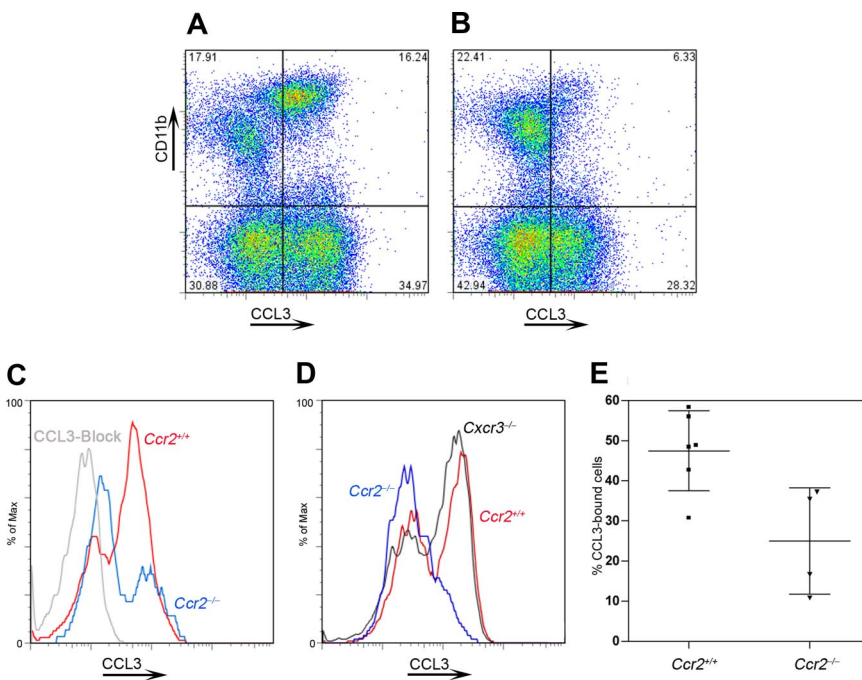 A
B
17.91
16.24
22.41
6.33
CD11b
30.88
34.97
42.94
28.32
CCL3
CCL3
C
D
E
100
CCL3-Block
Ccr2+/+
Ccr2–/–
% of Max
0
CCL3
100
Cxcr3–/–
Ccr2–/–
Ccr2+/+
% of Max
0
CCL3
60
50
40
30
20
10
0
% CCL3-bound cells
Ccr2+/+
Ccr2–/–